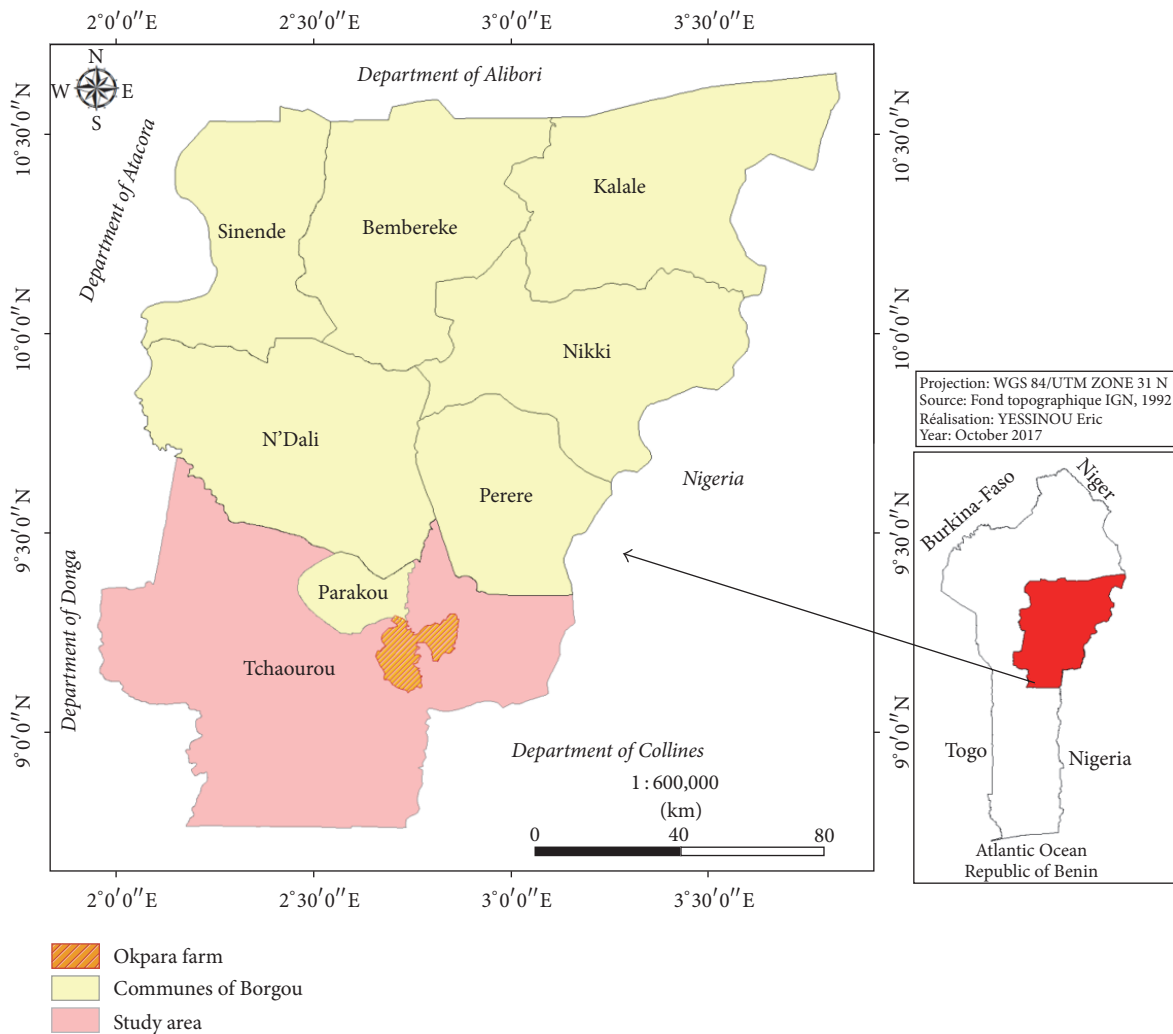 2°0′0″E 2°30′0″E 3°0′0″E 3°30′0″E
N
W E
S
Department of Alibori
Department of Atacora
10°30′0″N
10°30′0″N
Kalale
Sinende
Bembereke
10°0′0″N
10°0′0″N
Nikki
N'Dali
Perere
Nigeria
9°30′0″N
9°30′0″N
Parakou
Tchaourou
Department of Donga
9°0′0″N
9°0′0″N
Department of Collines
1 : 600,000
(km)
0 40 80
2°0′0″E 2°30′0″E 3°0′0″E 3°30′0″E
Projection: WGS 84/UTM ZONE 31 N
Source: Fond topographique IGN, 1992
Réalisation: YESSINOU Eric
Year: October 2017
Burkina-Faso
Niger
Togo
Nigeria
Atlantic Ocean
Republic of Benin
Okpara farm
Communes of Borgou
Study area